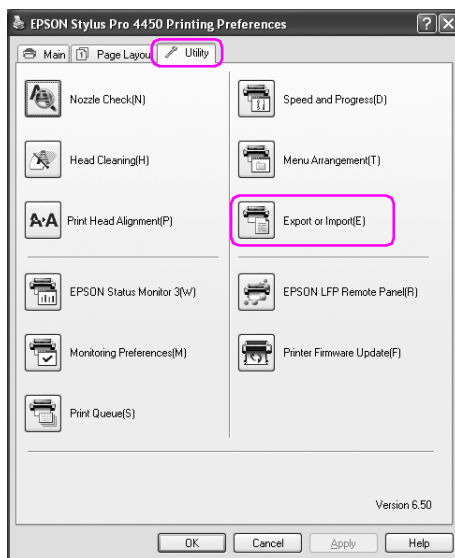 EPSON Stylus Pro 4450 Printing Preferences
Main
1
Page Layou
Utility
Nozzle Check(N)
Speed and Progress(D)
Head Cleaning(H)
Menu Arrangement(T)
A·A
Print Head Alignment(P)
Export or Import(E)
EPSON Status Monitor 3(W)
EPSON LFP Remote Panel(R)
Monitoring Preferences(M)
Printer Firmware Update(F)
Print Queue(S)
Version 6.50
OK
Cancel
Apply
Help